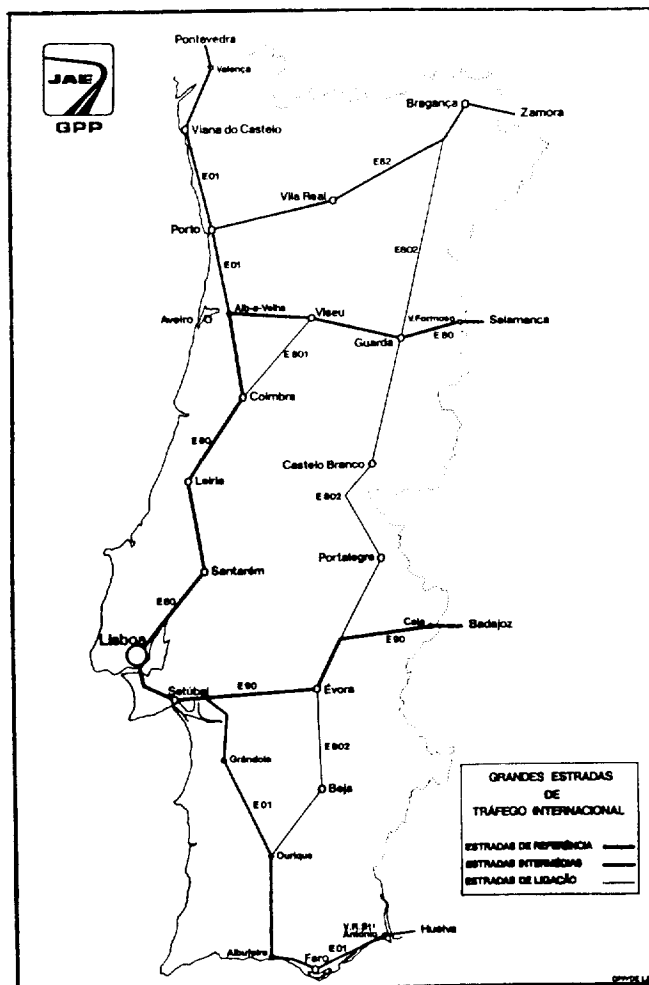 Pontevedra
JAE
GPP
Valença
Bragança
Zamora
Viana do Castelo
E 82
E 01
Vila Real
Porto
E 802
E 01
Alb-a-Velha
Aveiro
Viseu
V. Formoso
Salamanca
E 80
Guarda
E 801
Coimbra
E 80
Castelo Branco
Leiria
E 802
Portalegre
Santarém
E 80
Caia
Badajoz
E 90
Lisboa
Setúbal
E 90
Évora
E 802
Grândola
Beja
E 01
Ourique
GRANDES ESTRADAS
DE
TRÁFEGO INTERNACIONAL
ESTRADAS DE REFERÊNCIA
ESTRADAS INTERMÉDIAS
ESTRADAS DE LIGAÇÃO
António
Huelva
E 01
Albufeira
Faro